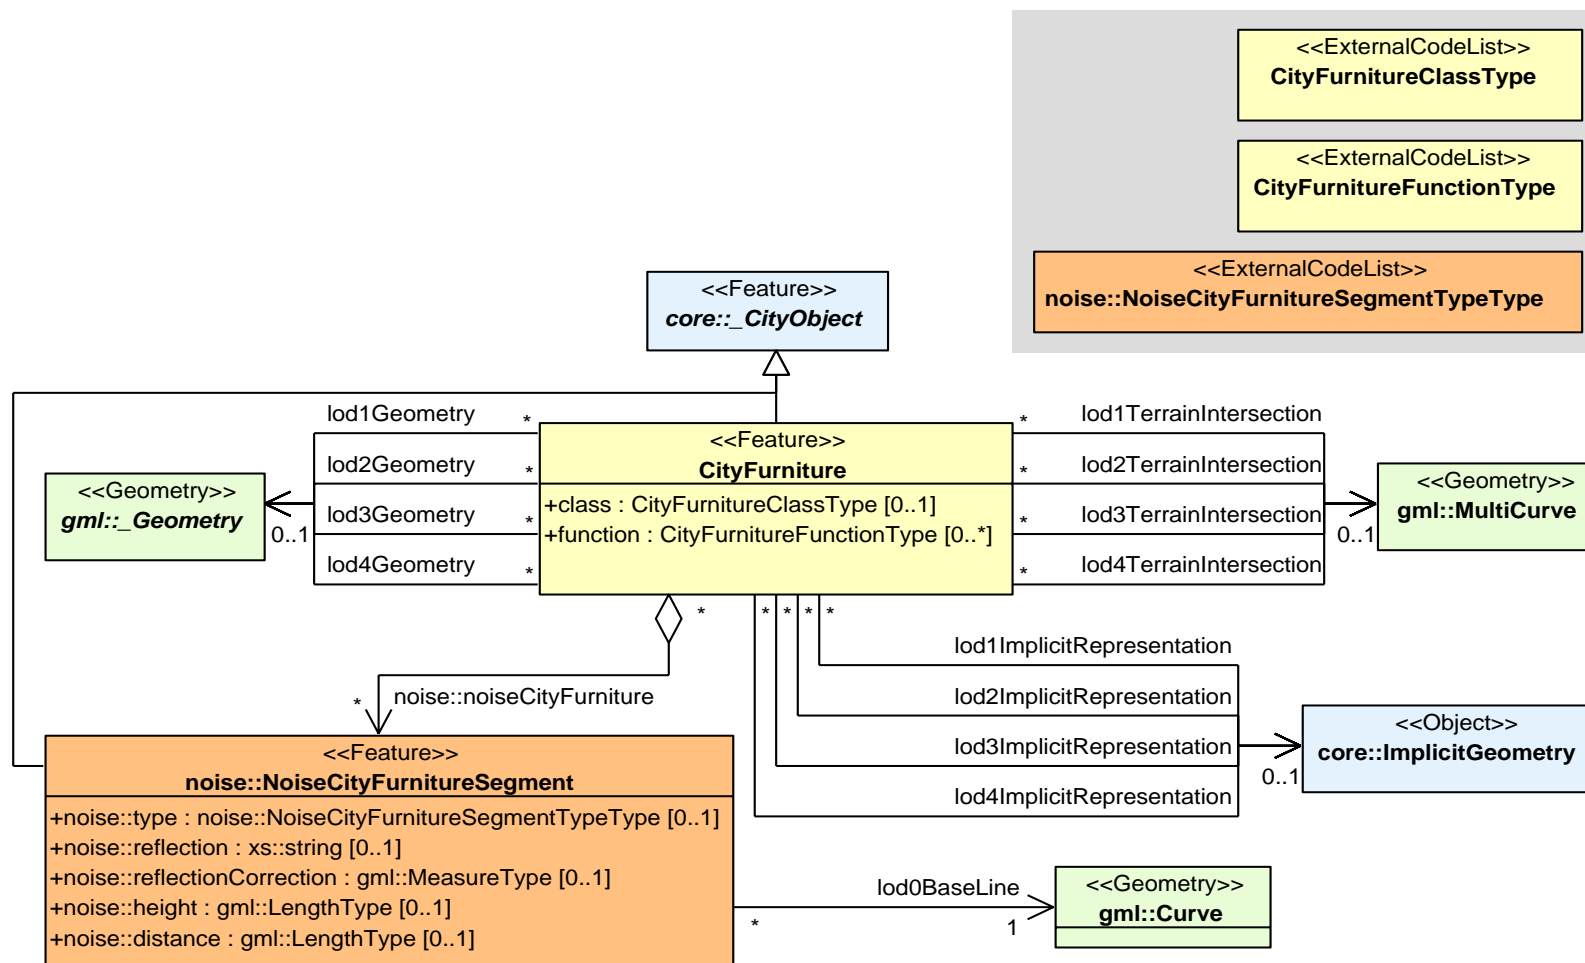 <<ExternalCodeList>>
CityFurnitureClassType
<<ExternalCodeList>>
CityFurnitureFunctionType
<<ExternalCodeList>>
noise::NoiseCityFurnitureSegmentTypeType
<<Feature>>
core::_CityObject
lod1Geometry
*
*
lod1TerrainIntersection
<<Feature>>
CityFurniture
lod2Geometry
*
*
lod2TerrainIntersection
<<Geometry>>
gml::_Geometry
0..1
+class : CityFurnitureClassType [0..1]
+function : CityFurnitureFunctionType [0..*]
<<Geometry>>
gml::MultiCurve
0..1
lod3Geometry
*
*
lod3TerrainIntersection
lod4Geometry
*
*
lod4TerrainIntersection
*
*
*
*
*
lod1ImplicitRepresentation
noise::noiseCityFurniture
*
lod2ImplicitRepresentation
lod3ImplicitRepresentation
lod4ImplicitRepresentation
<<Object>>
core::ImplicitGeometry
0..1
<<Feature>>
noise::NoiseCityFurnitureSegment
+noise::type : noise::NoiseCityFurnitureSegmentTypeType [0..1]
+noise::reflection : xs::string [0..1]
+noise::reflectionCorrection : gml::MeasureType [0..1]
+noise::height : gml::LengthType [0..1]
+noise::distance : gml::LengthType [0..1]
lod0BaseLine
*
1
<<Geometry>>
gml::Curve